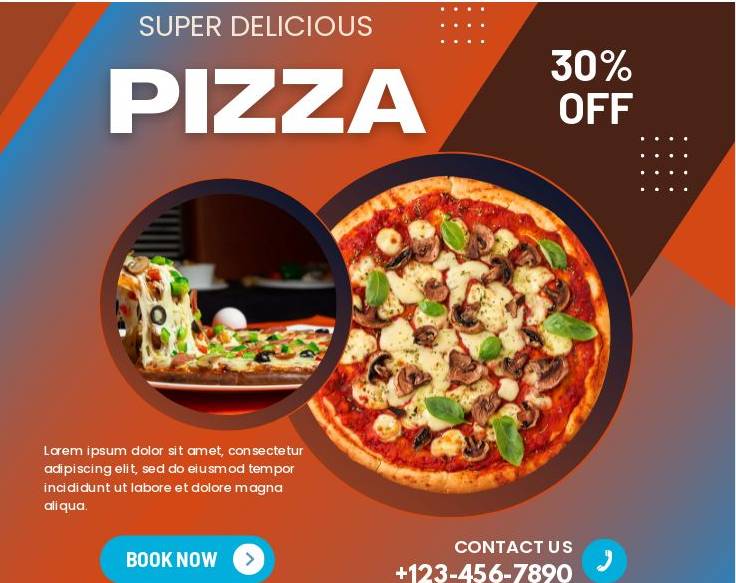 SUPER DELICIOUS
PIZZA
30%
OFF
Lorem ipsum dolor sit amet, consectetur
adipiscing elit, sed do eiusmod tempor
incididunt ut labore et dolore magna
aliqua.
BOOK NOW
CONTACT US
+123-456-7890